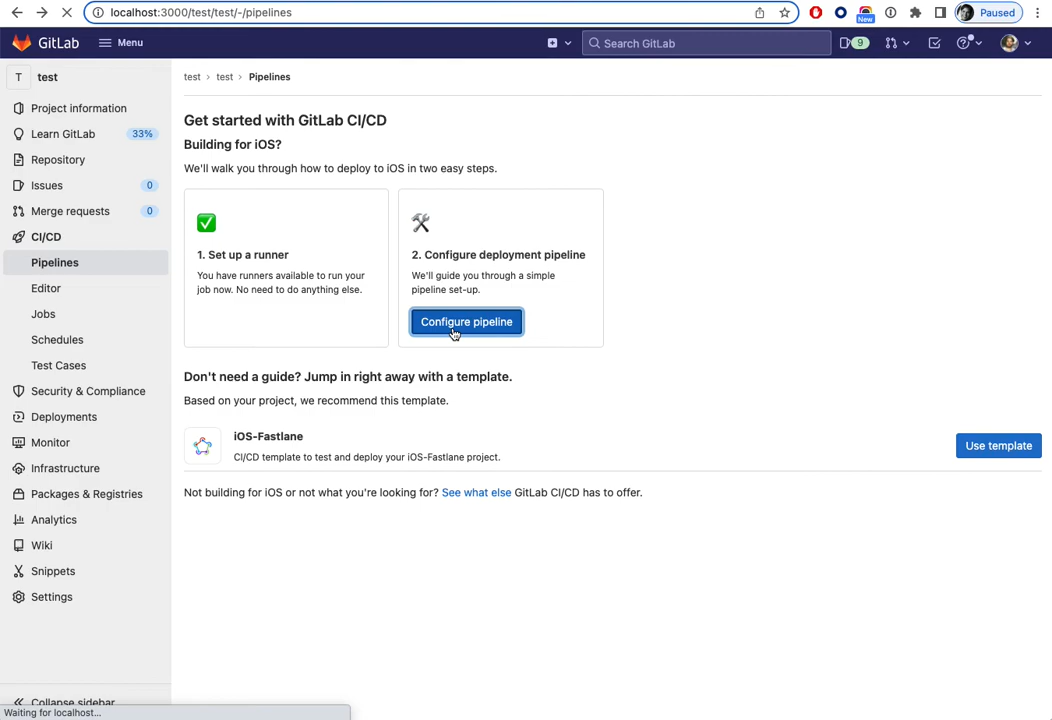 localhost:3000/test/test/-/pipelines
New
Paused
GitLab
Menu
Search GitLab
9
T test
test › test › Pipelines
Project information
Learn GitLab 33%
Repository
Issues 0
Merge requests 0
CI/CD
Pipelines
Editor
Jobs
Schedules
Test Cases
Security & Compliance
Deployments
Monitor
Infrastructure
Packages & Registries
Analytics
Wiki
Snippets
Settings
Collapse sidebar
Waiting for localhost...
Get started with GitLab CI/CD
Building for iOS?
We'll walk you through how to deploy to iOS in two easy steps.
1. Set up a runner
You have runners available to run your
job now. No need to do anything else.
2. Configure deployment pipeline
We'll guide you through a simple
pipeline set-up.
Configure pipeline
Don't need a guide? Jump in right away with a template.
Based on your project, we recommend this template.
iOS-Fastlane
CI/CD template to test and deploy your iOS-Fastlane project.
Use template
Not building for iOS or not what you're looking for? See what else GitLab CI/CD has to offer.